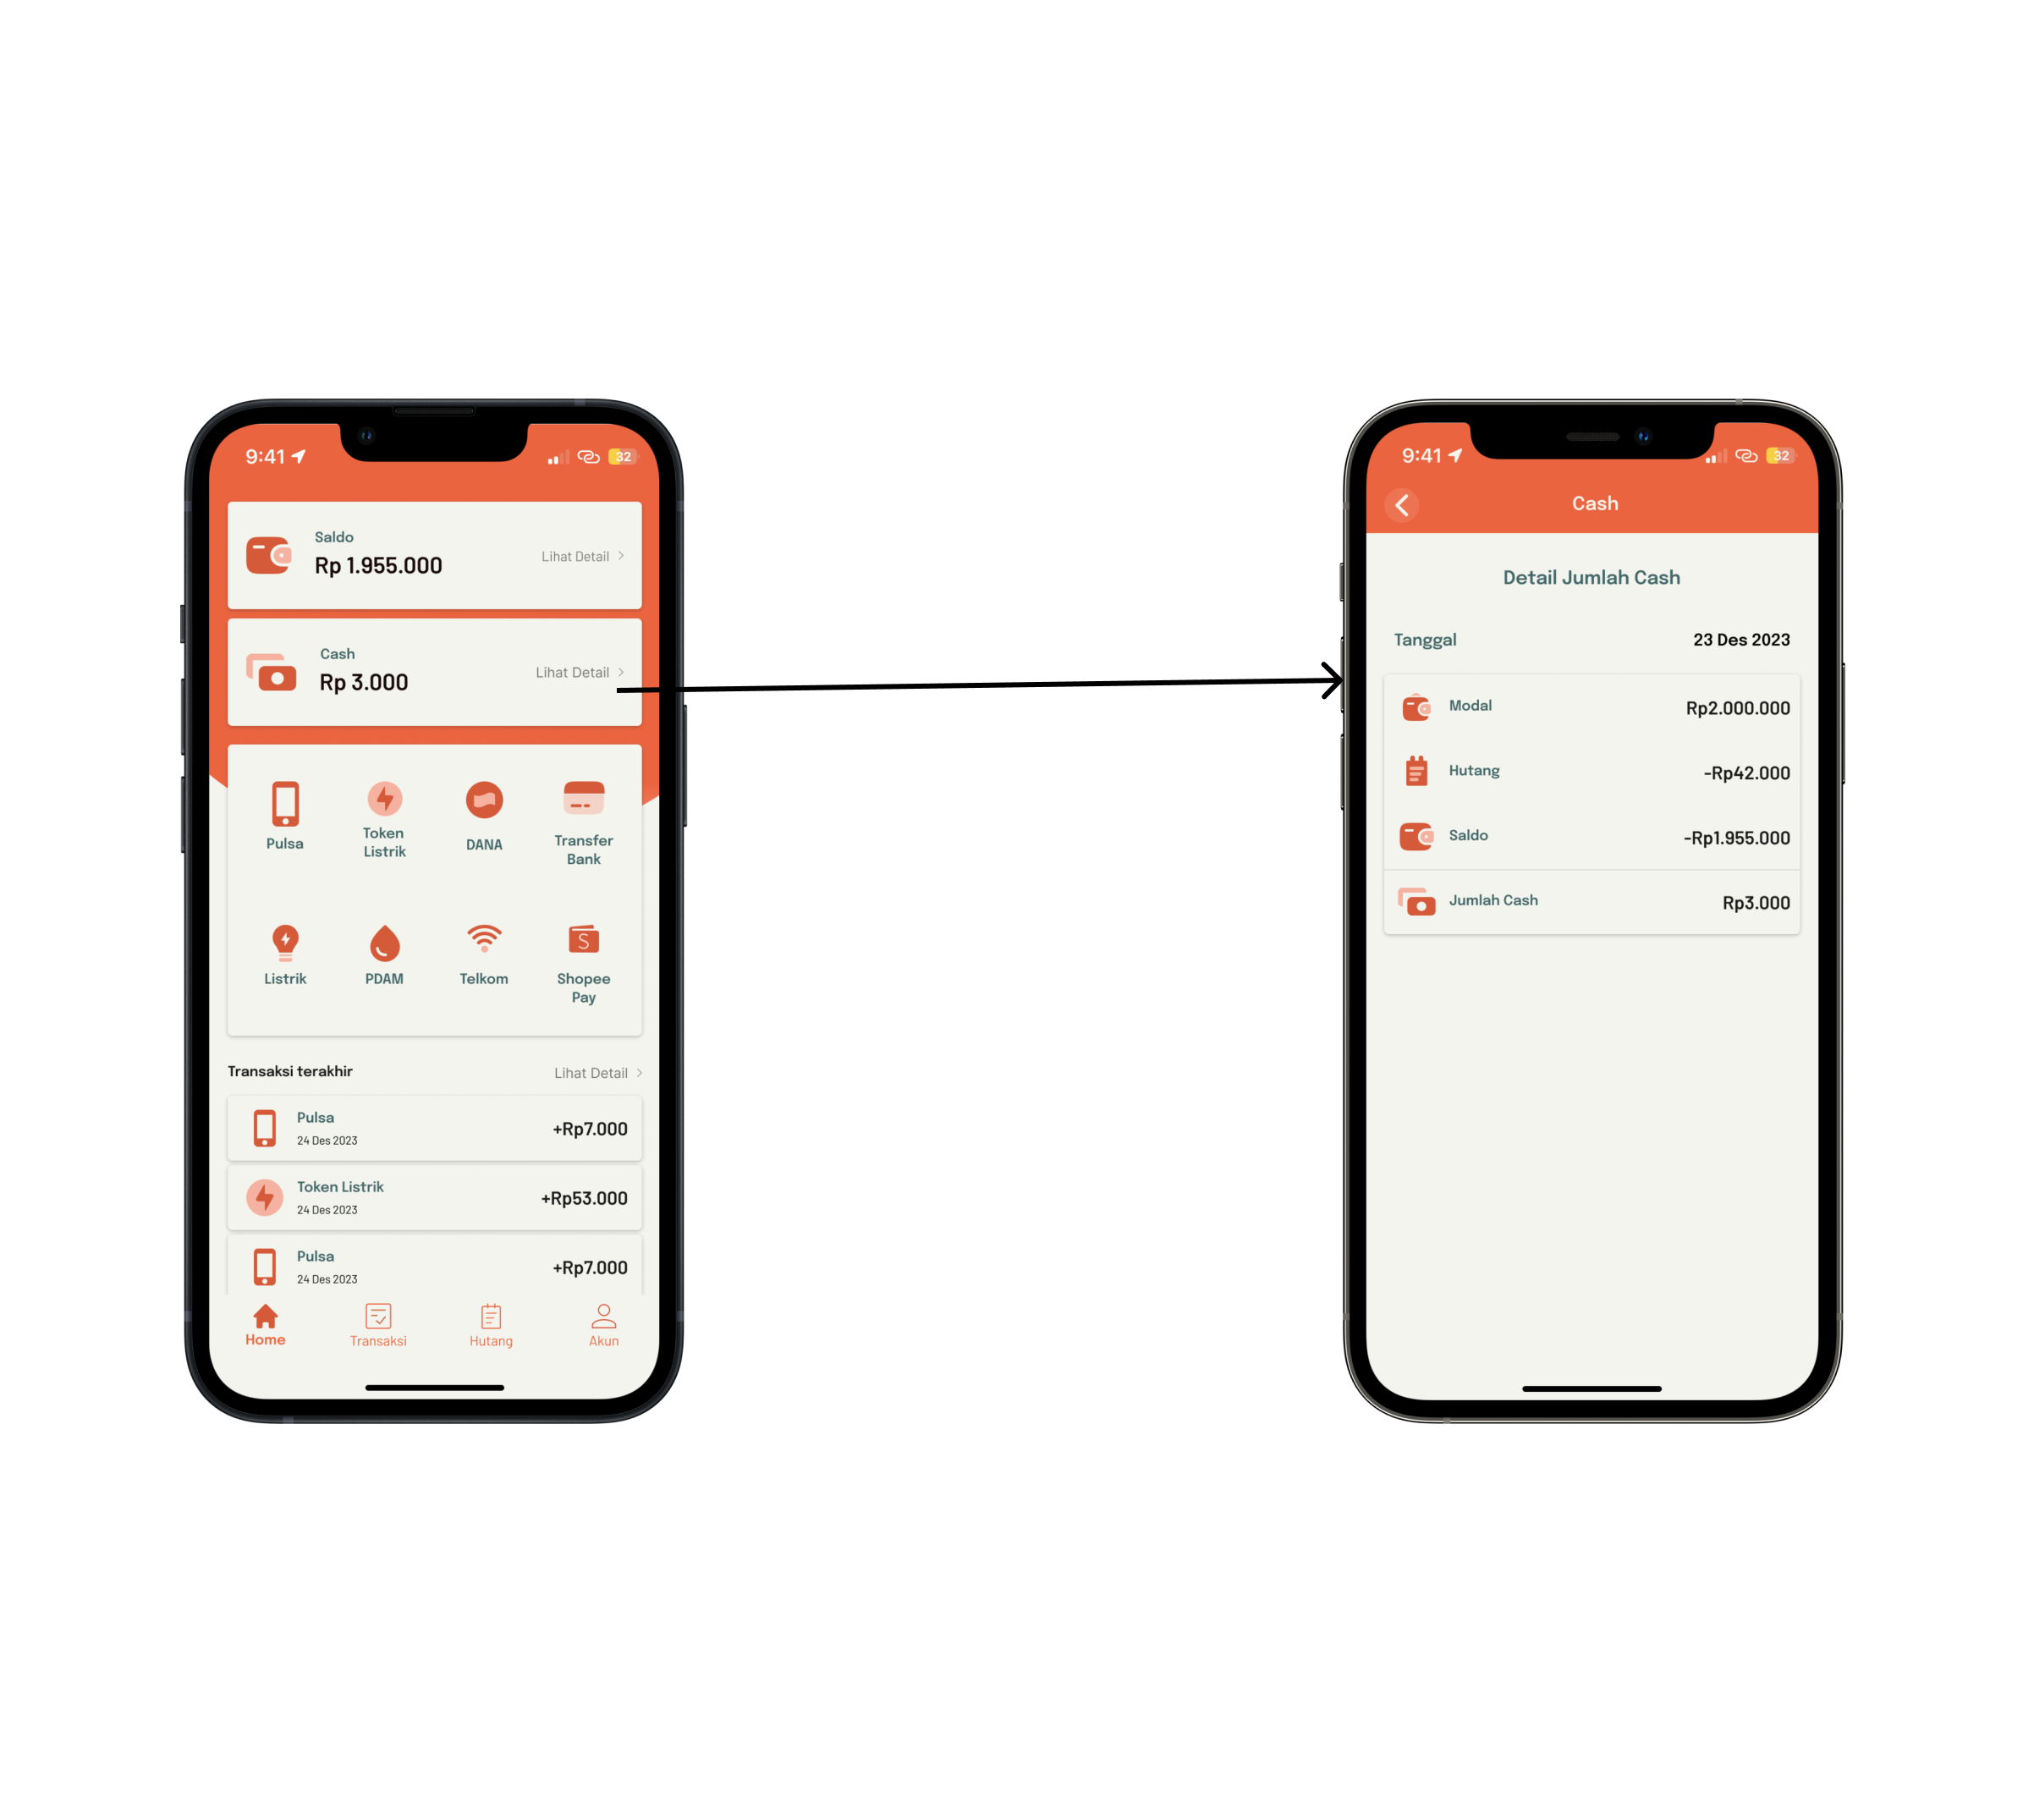 9:41
32
Saldo
Rp 1.955.000
Lihat Detail
Cash
Rp 3.000
Lihat Detail
Pulsa
Token
Listrik
DANA
Transfer
Bank
Listrik
PDAM
Telkom
S
Shopee
Pay
Transaksi terakhir
Lihat Detail
Pulsa
24 Des 2023
+Rp7.000
Token Listrik
24 Des 2023
+Rp53.000
Pulsa
24 Des 2023
+Rp7.000
Home
Transaksi
Hutang
Akun
9:41
32
Cash
Detail Jumlah Cash
Tanggal
23 Des 2023
Modal
Rp2.000.000
Hutang
-Rp42.000
Saldo
-Rp1.955.000
Jumlah Cash
Rp3.000